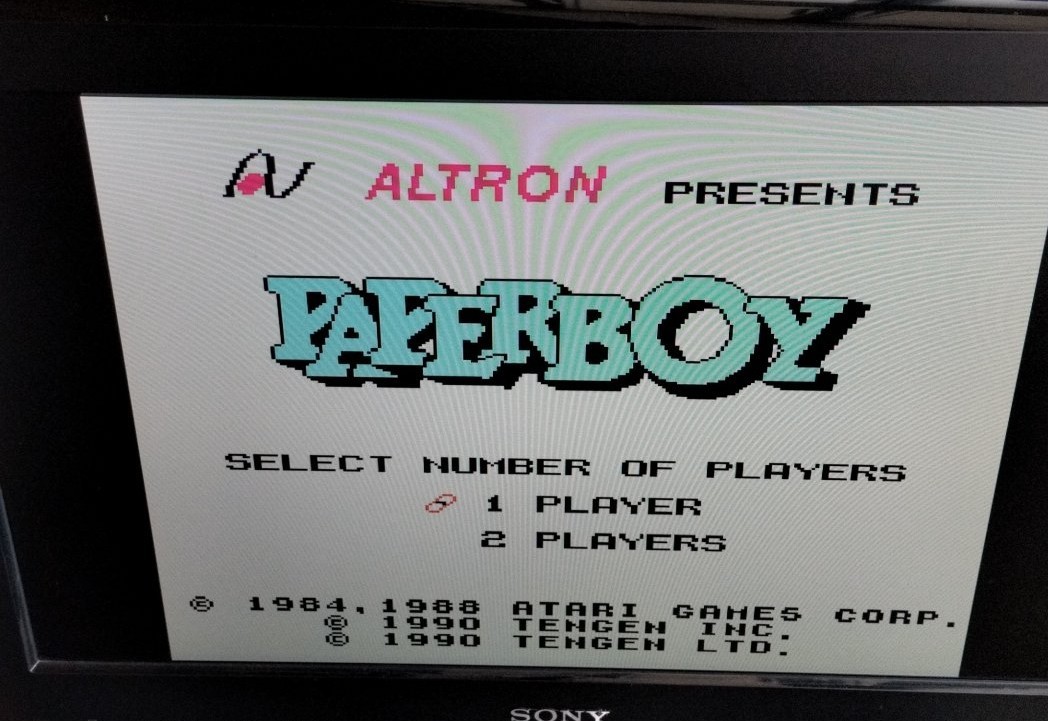 ALTRON PRESENTS
PAPERBOY
SELECT NUMBER OF PLAYERS
1 PLAYER
2 PLAYERS
© 1984,1988 ATARI GAMES CORP.
© 1990 TENGEN INC.
© 1990 TENGEN LTD.
SONY